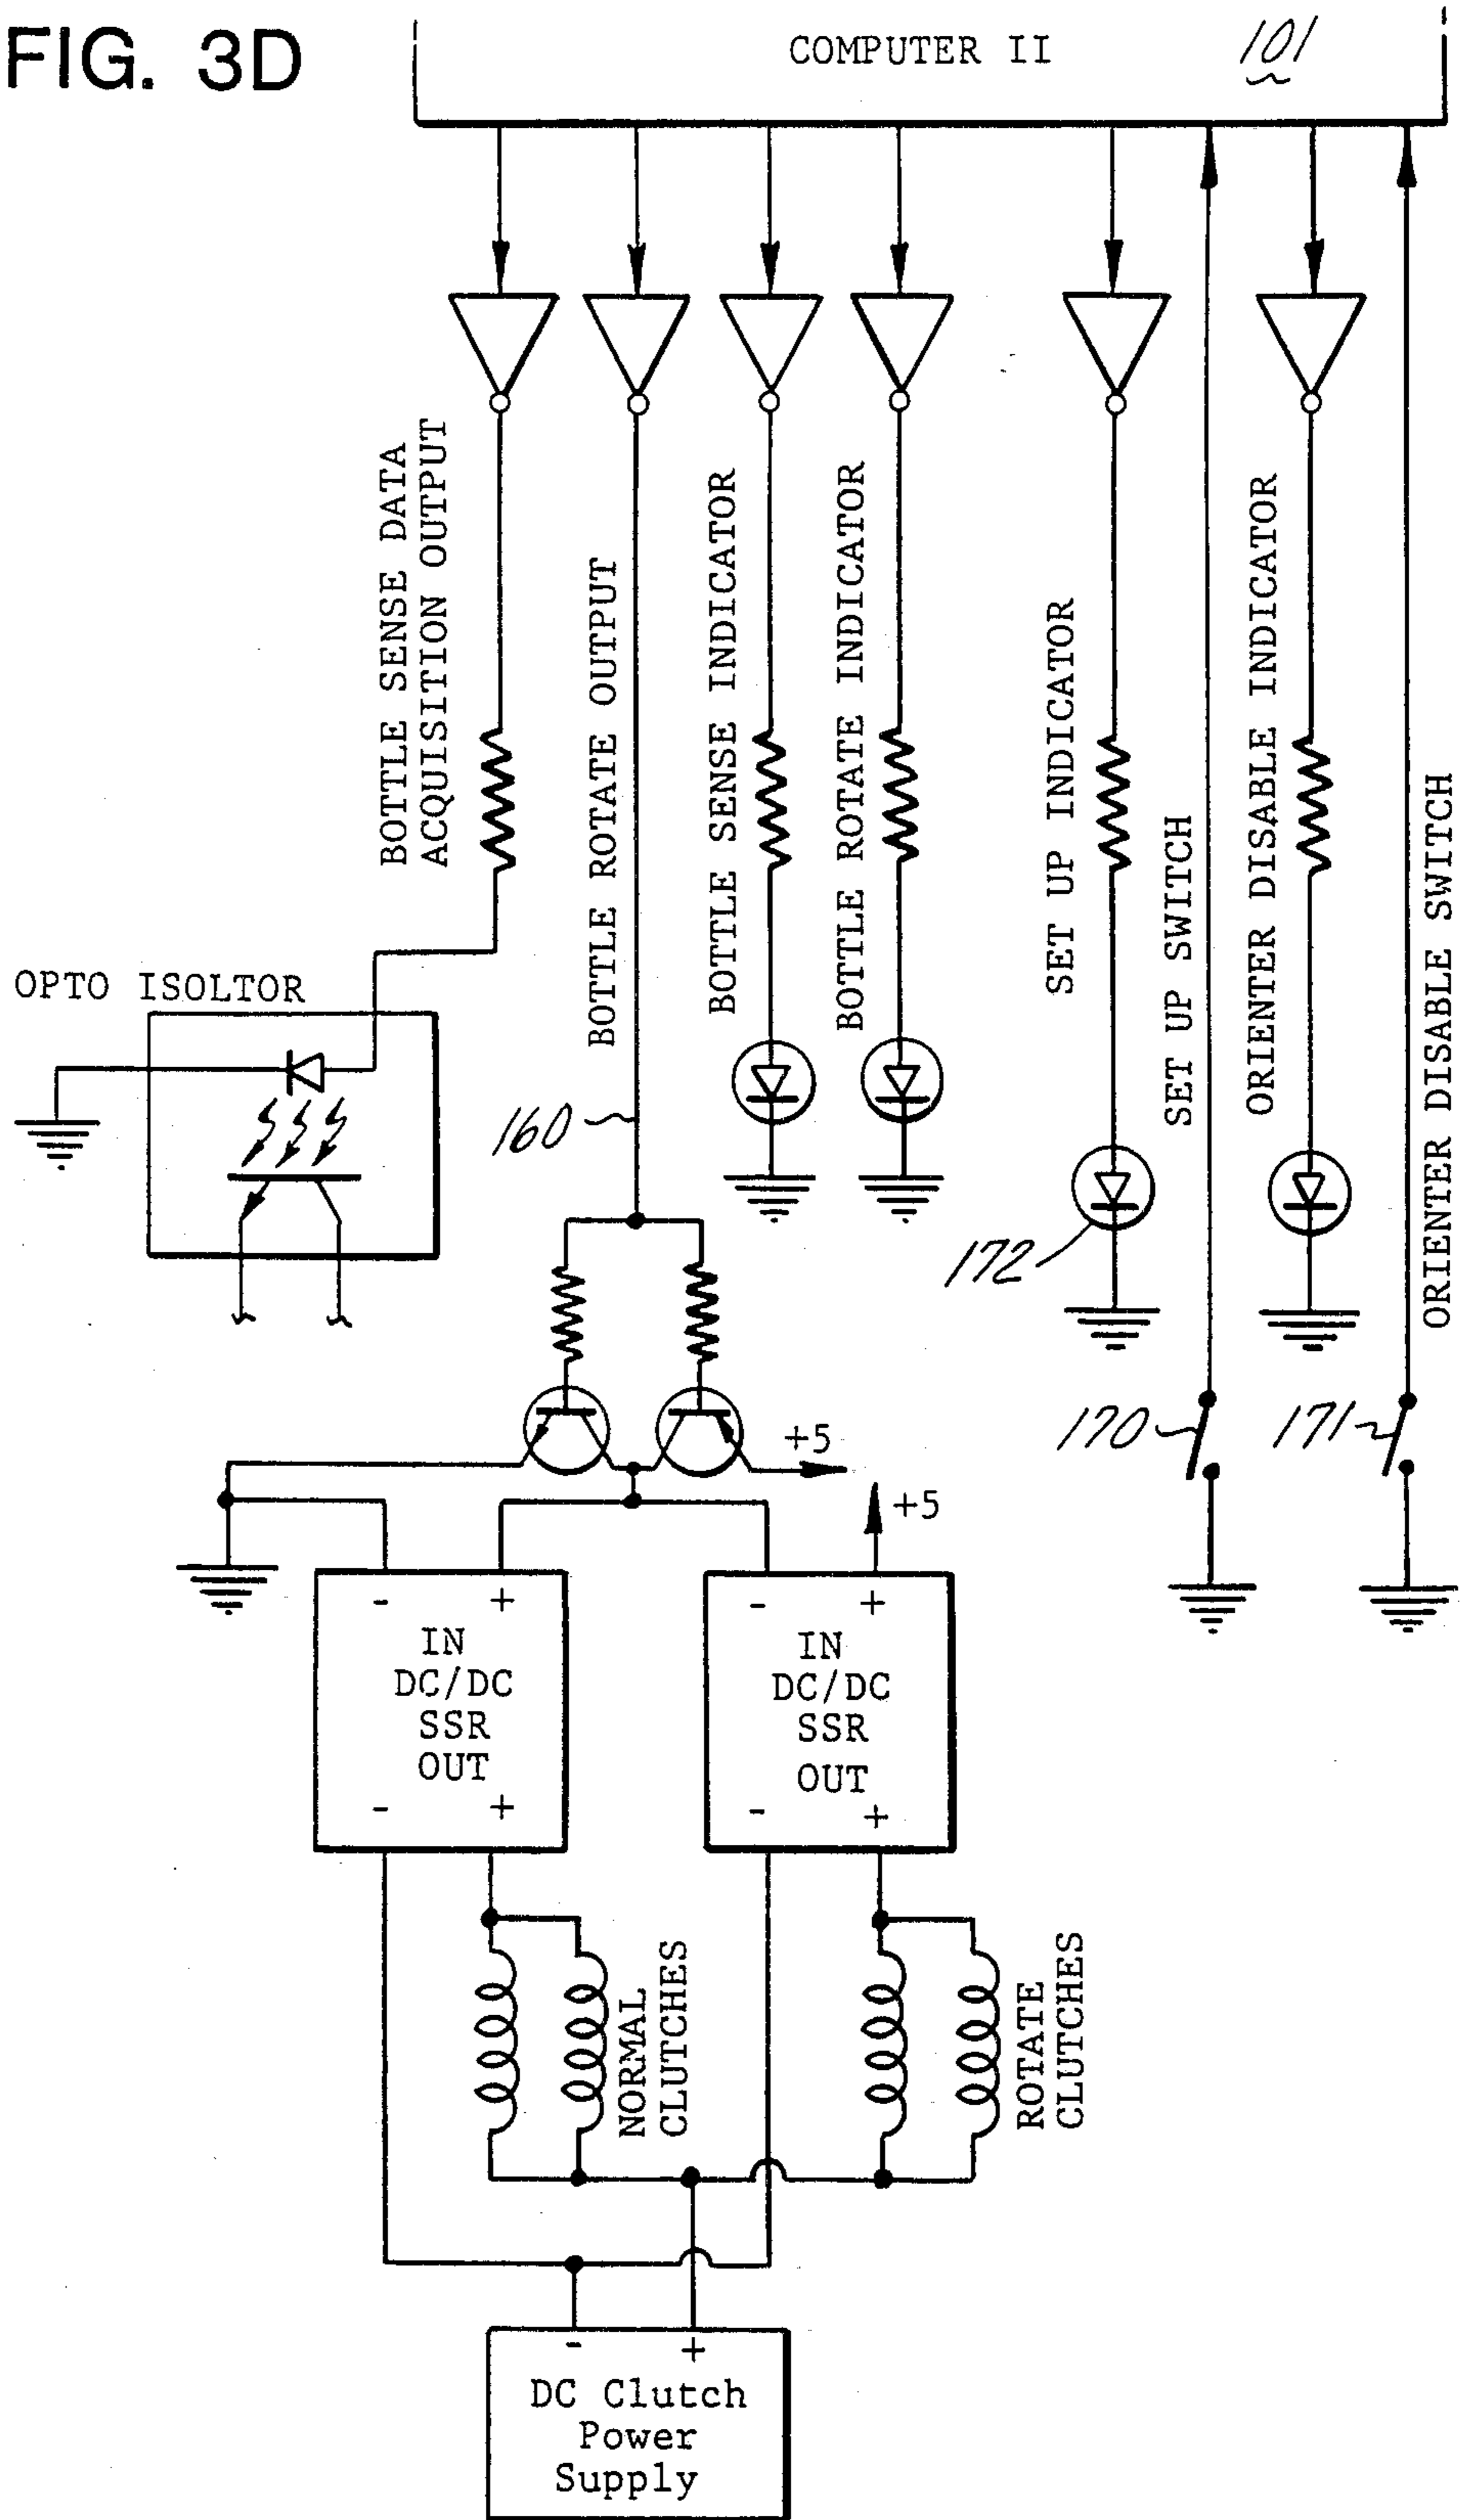 FIG. 3D
COMPUTER II
101
BOTTLE SENSE DATA
ACQUISITION OUTPUT
BOTTLE ROTATE OUTPUT
BOTTLE SENSE INDICATOR
BOTTLE ROTATE INDICATOR
SET UP INDICATOR
SET UP SWITCH
ORIENTER DISABLE INDICATOR
ORIENTER DISABLE SWITCH
OPTO ISOLTOR
160
172
170
171
+5
+5
- +
IN
DC/DC
SSR
OUT
- +
- +
IN
DC/DC
SSR
OUT
- +
NORMAL
CLUTCHES
ROTATE
CLUTCHES
- +
DC Clutch
Power
Supply